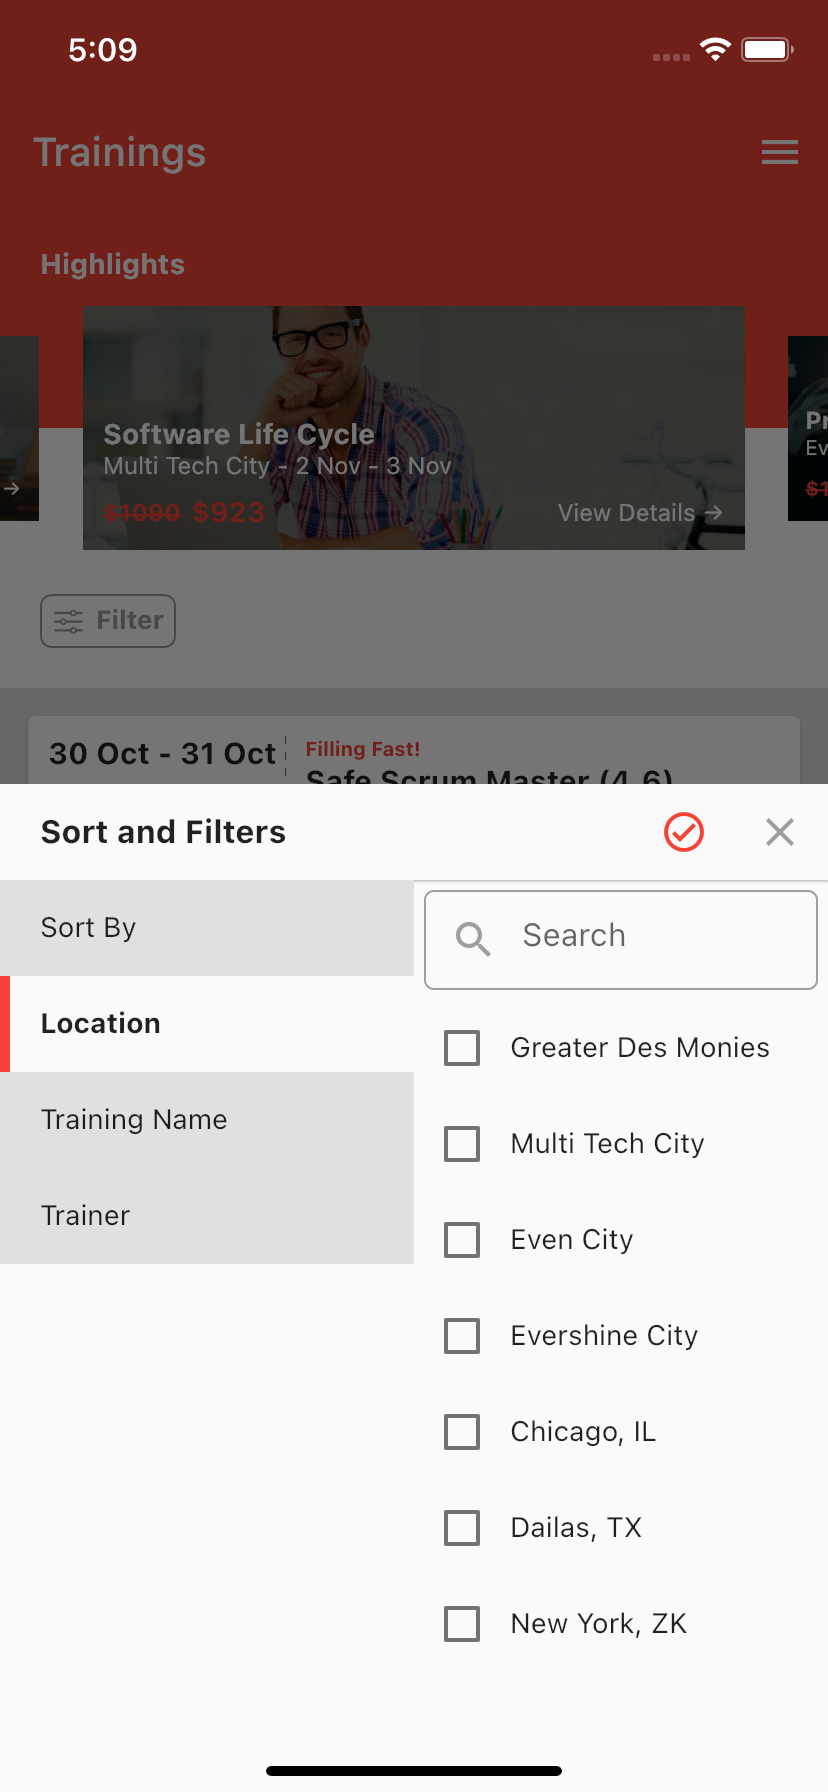 5:09
Trainings
Highlights
Software Life Cycle
Multi Tech City - 2 Nov - 3 Nov
$1090 $923
View Details →
→
Pr
Ev
$1
Filter
30 Oct - 31 Oct
Filling Fast!
Safe Scrum Master (4.6)
Sort and Filters
Sort By
Location
Training Name
Trainer
Search
Greater Des Monies
Multi Tech City
Even City
Evershine City
Chicago, IL
Dailas, TX
New York, ZK